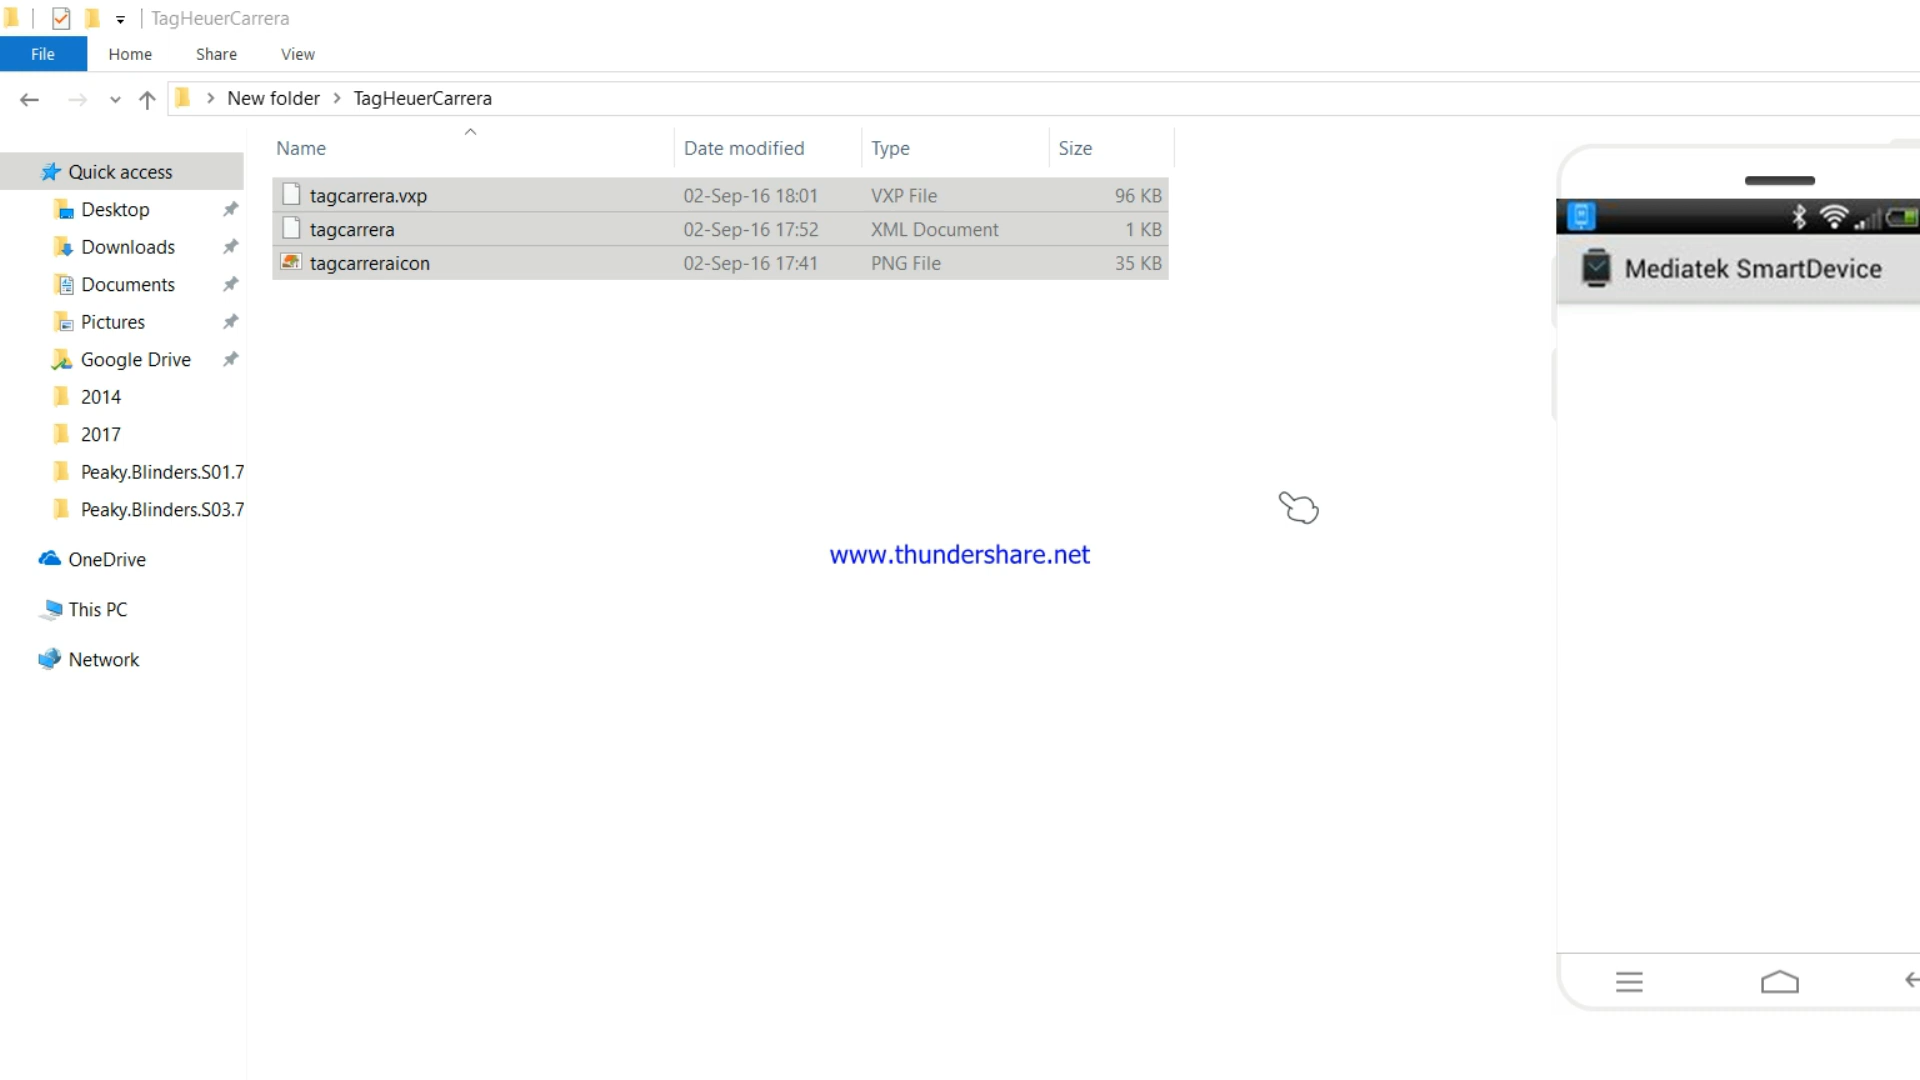 TagHeuerCarrera
File Home Share View
New folder > TagHeuerCarrera
Name Date modified Type Size
Quick access
tagcarrera.vxp 02-Sep-16 18:01 VXP File 96 KB
Desktop
tagcarrera 02-Sep-16 17:52 XML Document 1 KB
Downloads
tagcarreraicon 02-Sep-16 17:41 PNG File 35 KB
Mediatek SmartDevice
Documents
Pictures
Google Drive
2014
2017
Peaky.Blinders.S01.7
Peaky.Blinders.S03.7
www.thundershare.net
OneDrive
This PC
Network